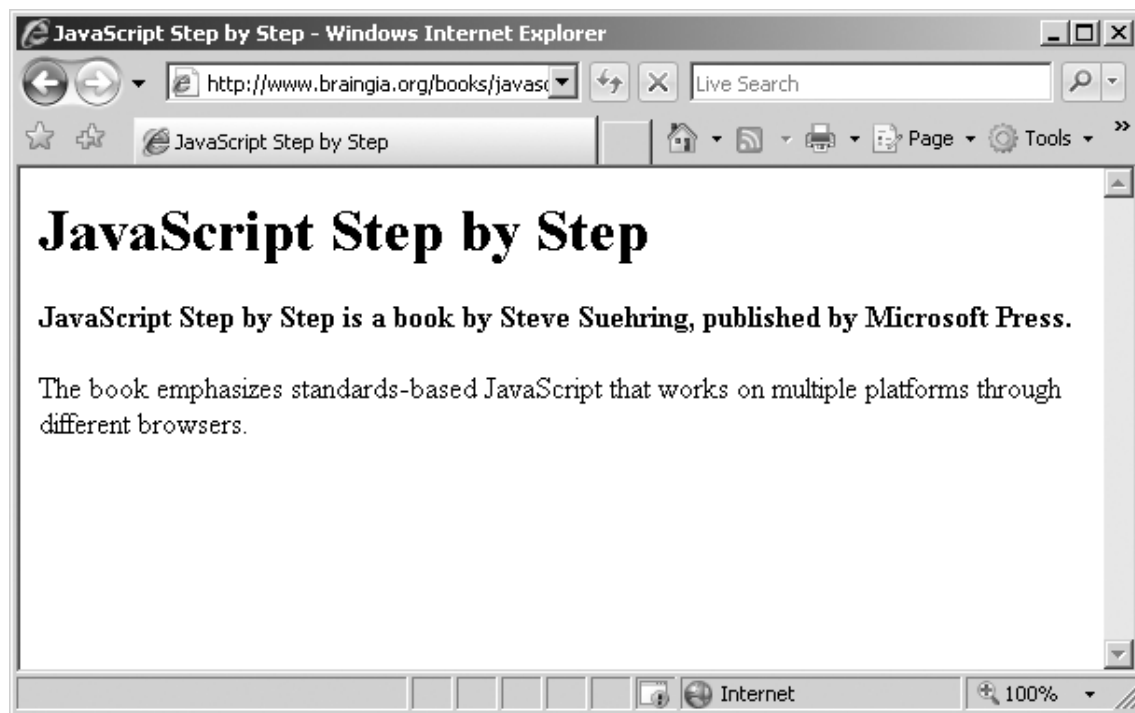 JavaScript Step by Step - Windows Internet Explorer
http://www.braingia.org/books/javasc
Live Search
JavaScript Step by Step
Page
Tools
»
JavaScript Step by Step
JavaScript Step by Step is a book by Steve Suehring, published by Microsoft Press.
The book emphasizes standards-based JavaScript that works on multiple platforms through
different browsers.
Internet
100%